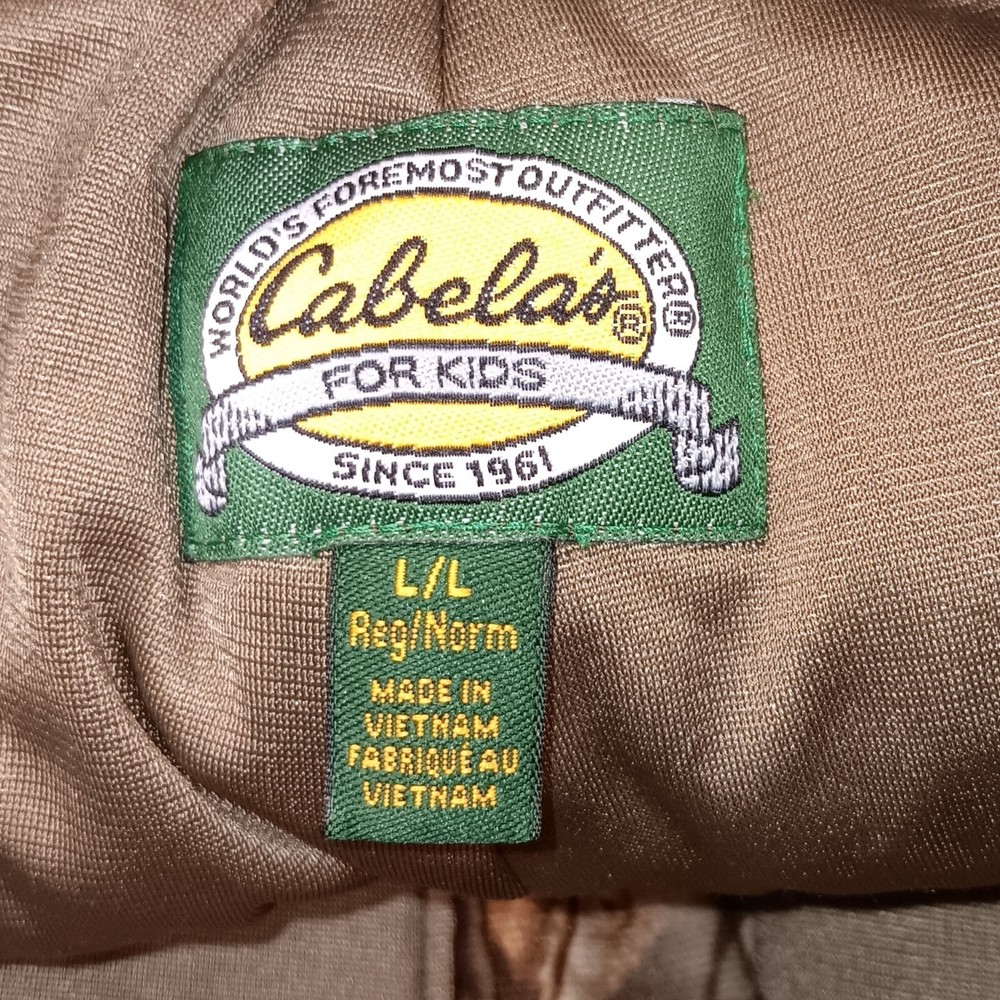 WORLD'S FOREMOST OUTFITTER®
Cabela's®
FOR KIDS
SINCE 1961
L/L
Reg/Norm
MADE IN
VIETNAM
FABRIQUÉ AU
VIETNAM